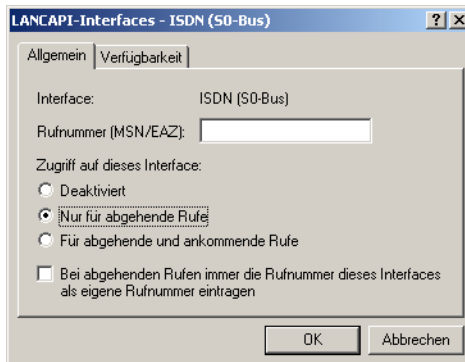 LANCAPI-Interfaces - ISDN (S0-Bus)
Allgemein Verfügbarkeit
Interface: ISDN (S0-Bus)
Rufnummer (MSN/EAZ):
Zugriff auf dieses Interface:
Deaktiviert
Nur für abgehende Rufe
Für abgehende und ankommende Rufe
Bei abgehenden Rufen immer die Rufnummer dieses Interfaces
als eigene Rufnummer eintragen
OK Abbrechen